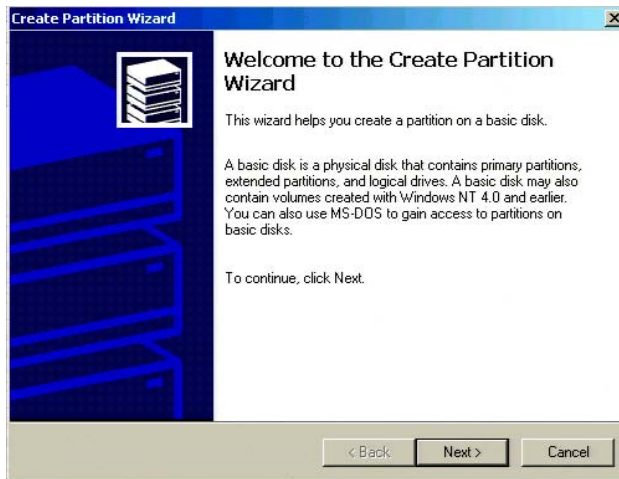 Create Partition Wizard
Welcome to the Create Partition
Wizard
This wizard helps you create a partition on a basic disk.
A basic disk is a physical disk that contains primary partitions,
extended partitions, and logical drives. A basic disk may also
contain volumes created with Windows NT 4.0 and earlier.
You can also use MS-DOS to gain access to partitions on
basic disks.
To continue, click Next.
< Back Next > Cancel